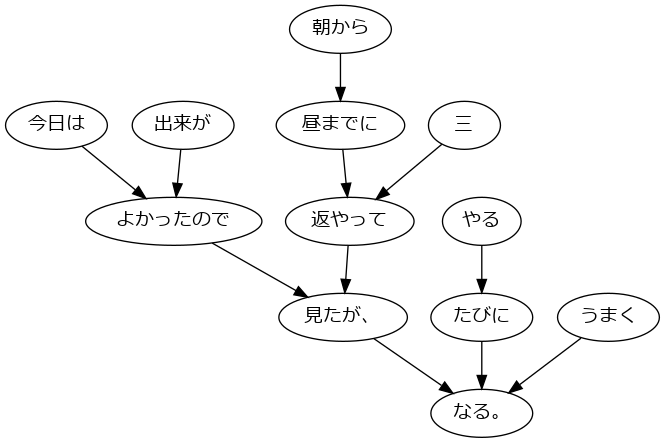 朝から
今日は
出来が
昼までに
三
よかったので
返やって
やる
見たが、
たびに
うまく
なる。